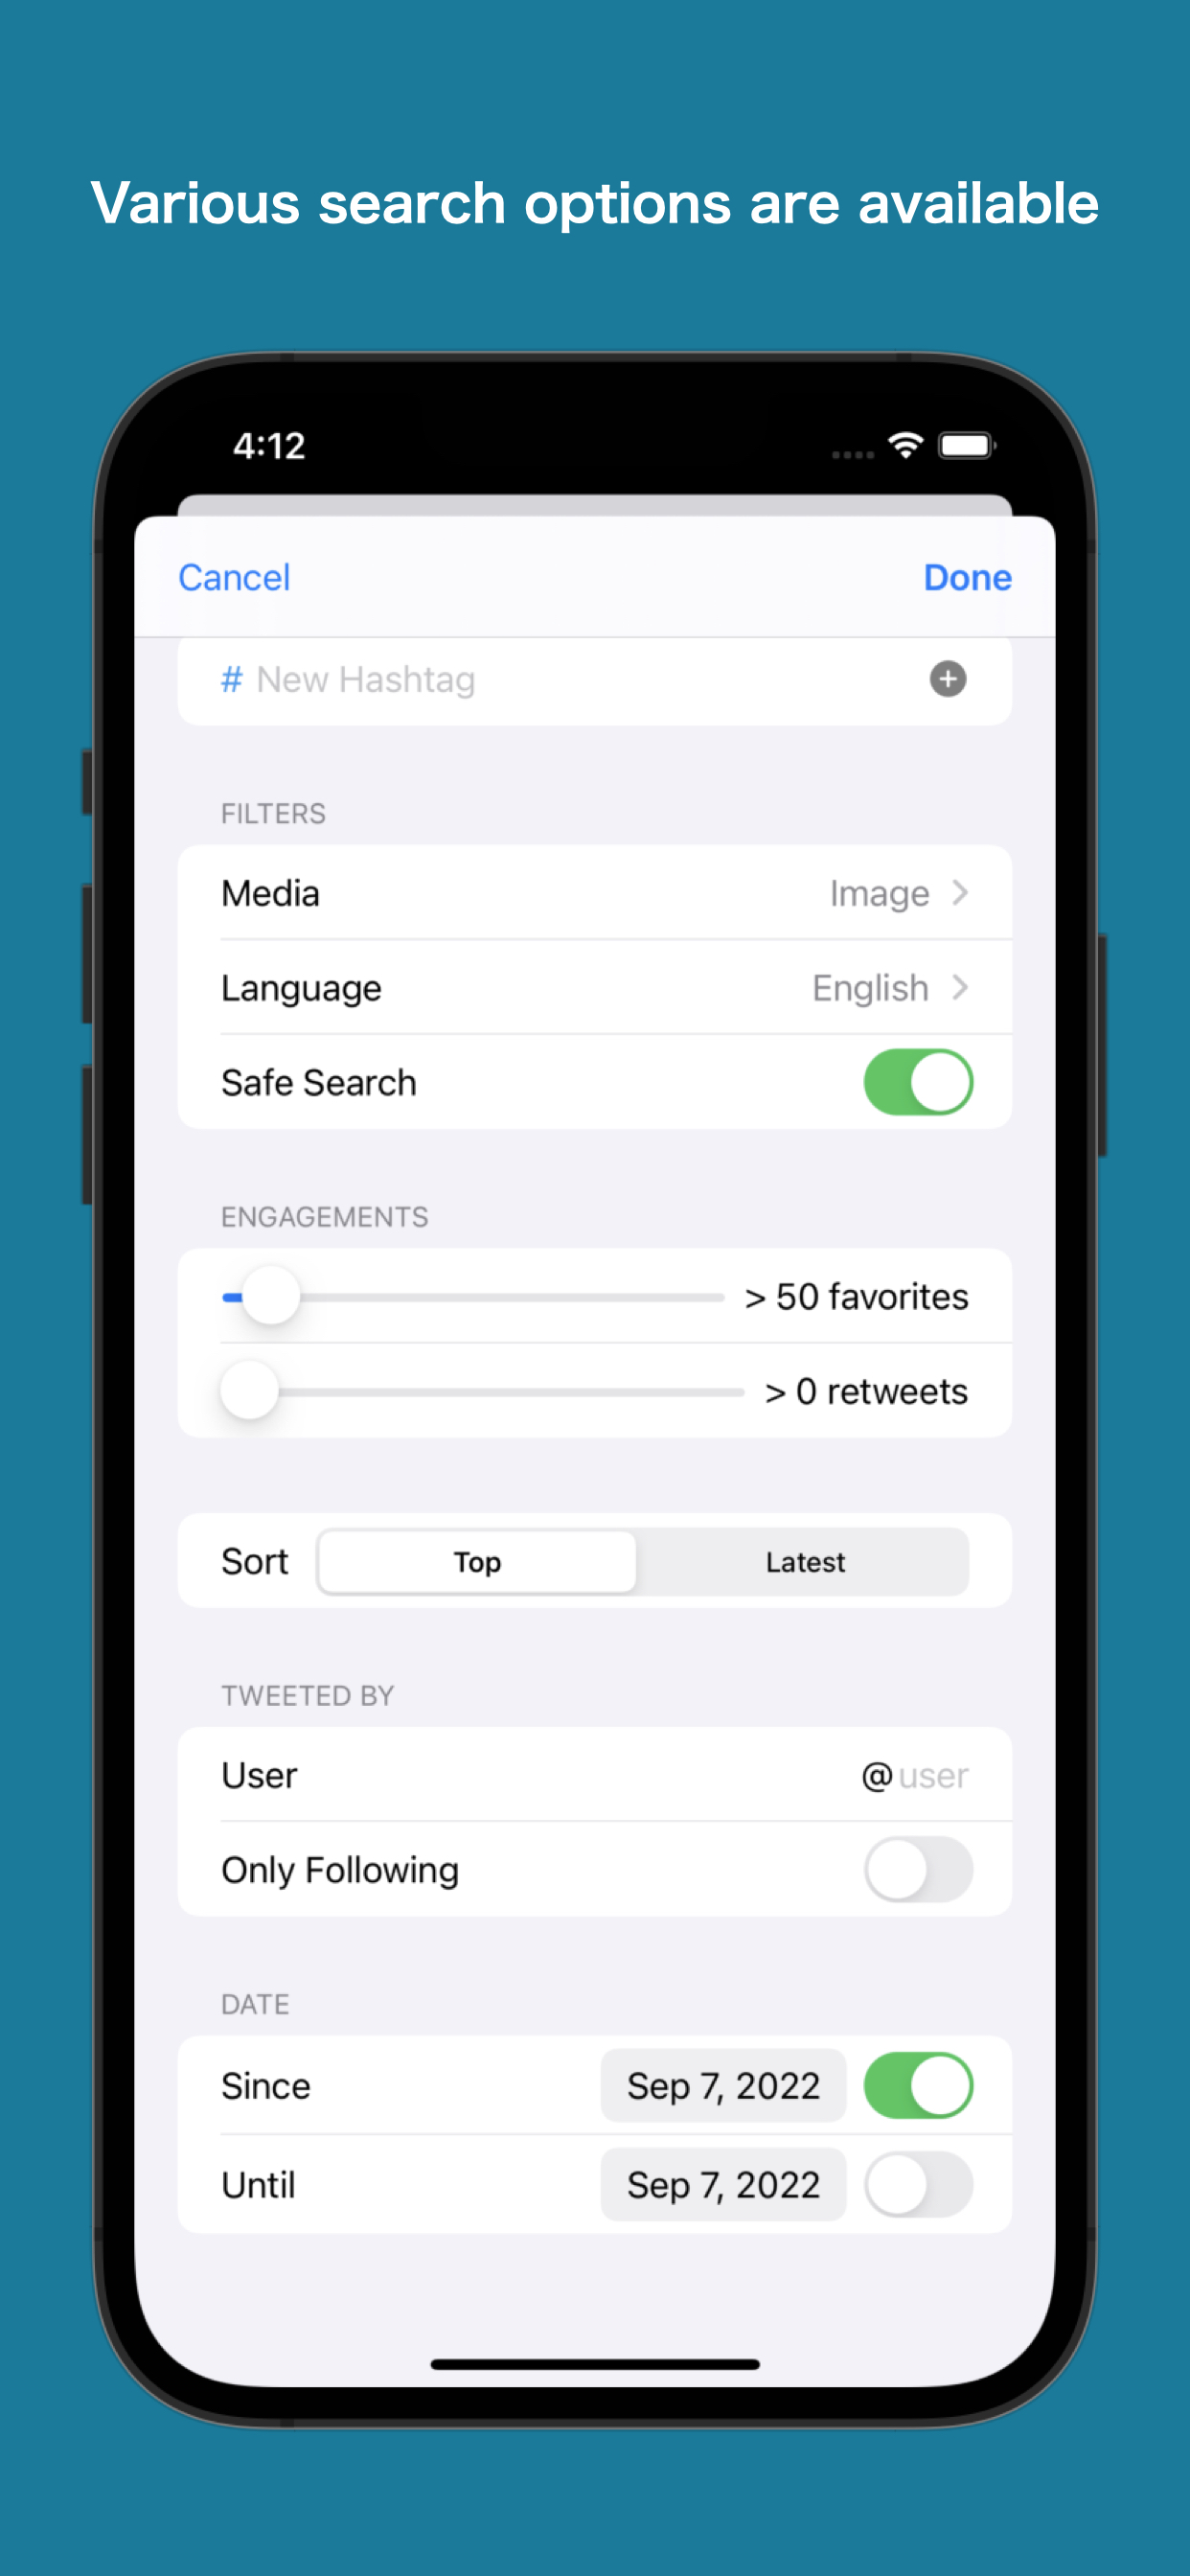 Various search options are available
4:12
Cancel Done
# New Hashtag
FILTERS
Media Image
Language English
Safe Search
ENGAGEMENTS
> 50 favorites
> 0 retweets
Sort Top Latest
TWEETED BY
User @user
Only Following
DATE
Since Sep 7, 2022
Until Sep 7, 2022